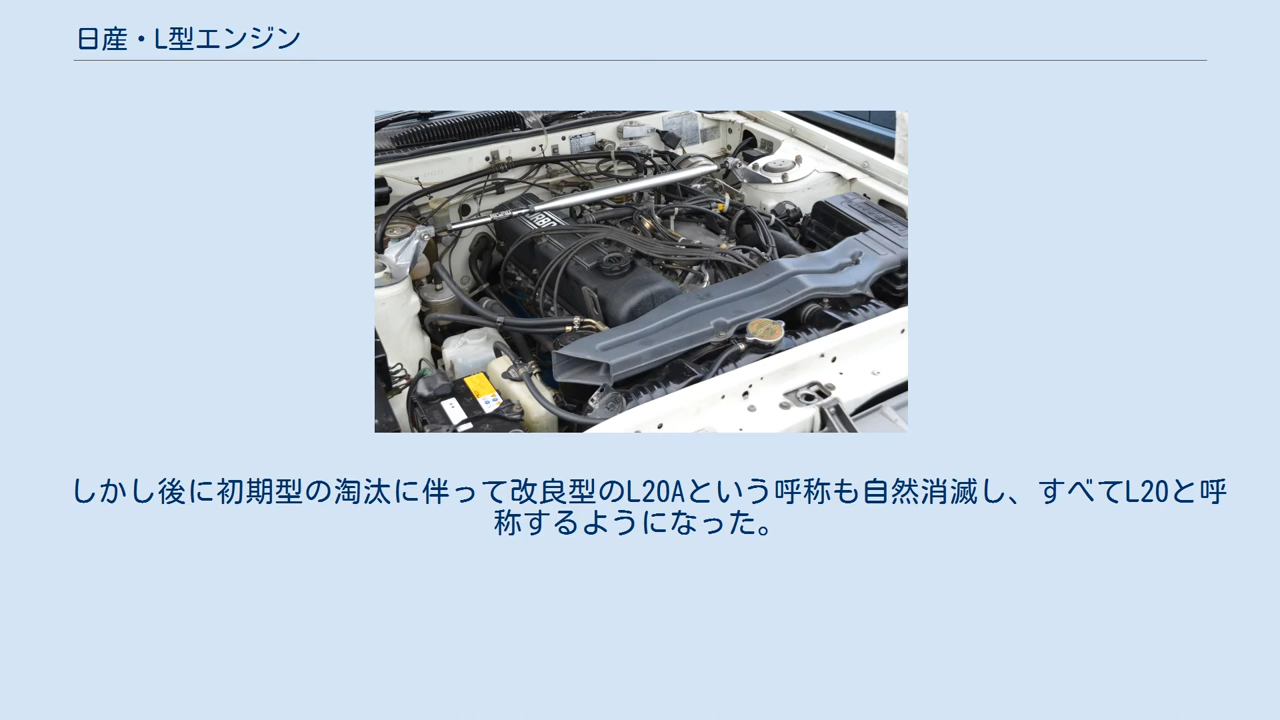 日産・L型エンジン
しかし後に初期型の淘汰に伴って改良型のL20Aという呼称も自然消滅し、すべてL20と呼
称するようになった。